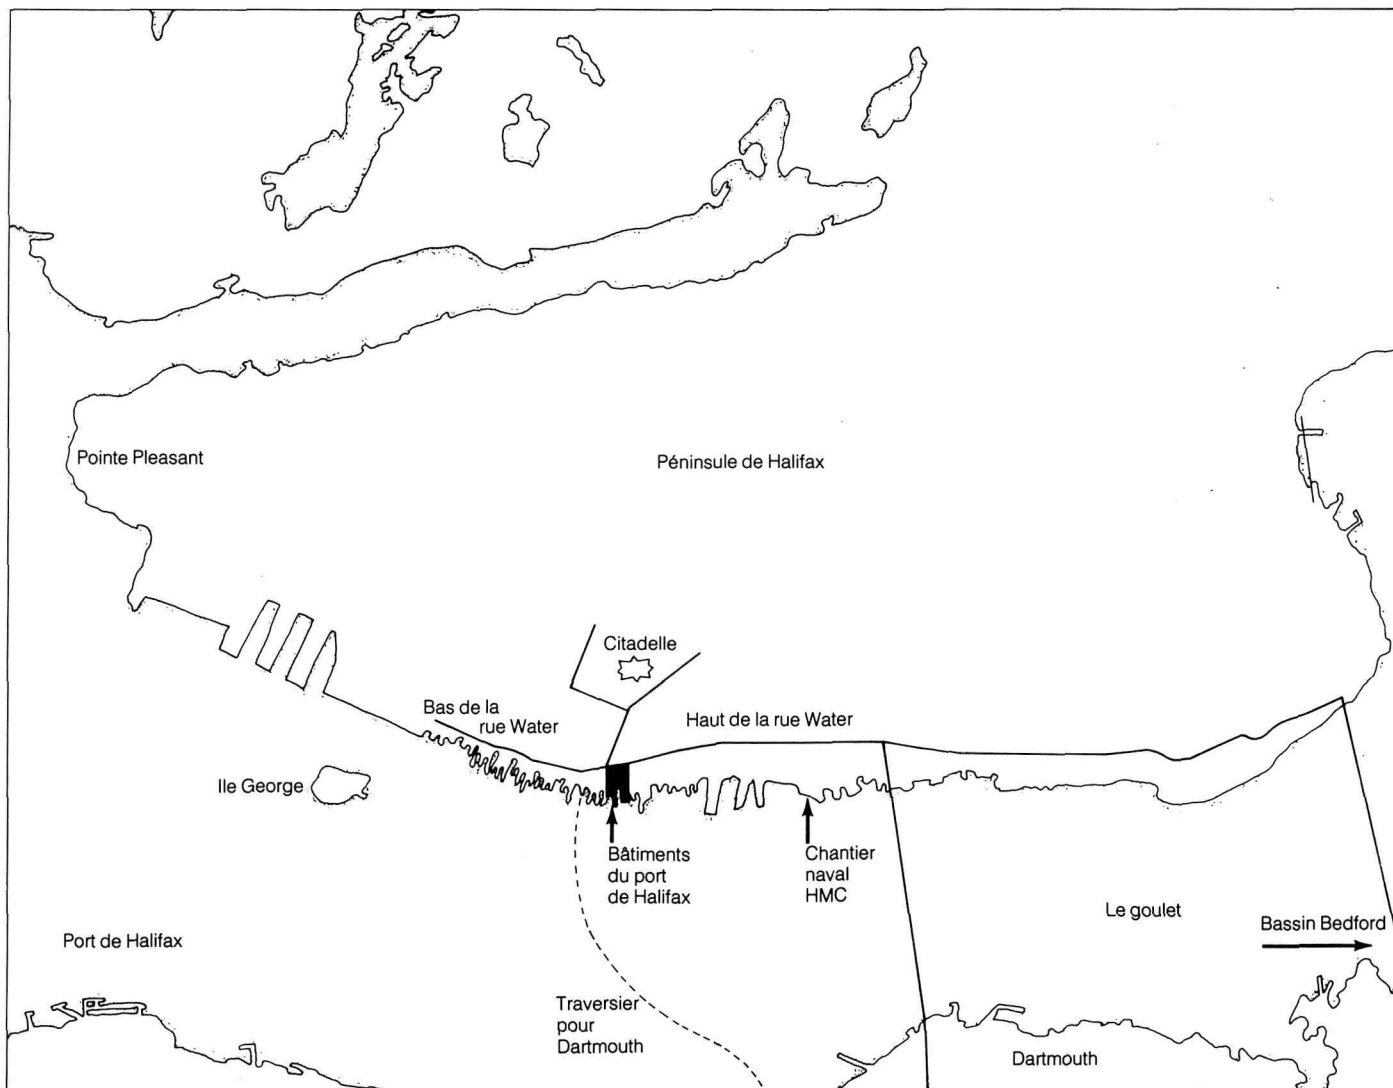 Pointe Pleasant
Péninsule de Halifax
Citadelle
Bas de la
rue Water
Haut de la rue Water
Ile George
Bâtiments
du port
de Halifax
Chantier
naval
HMC
Le goulet
Bassin Bedford
Port de Halifax
Traversier
pour
Dartmouth
Dartmouth